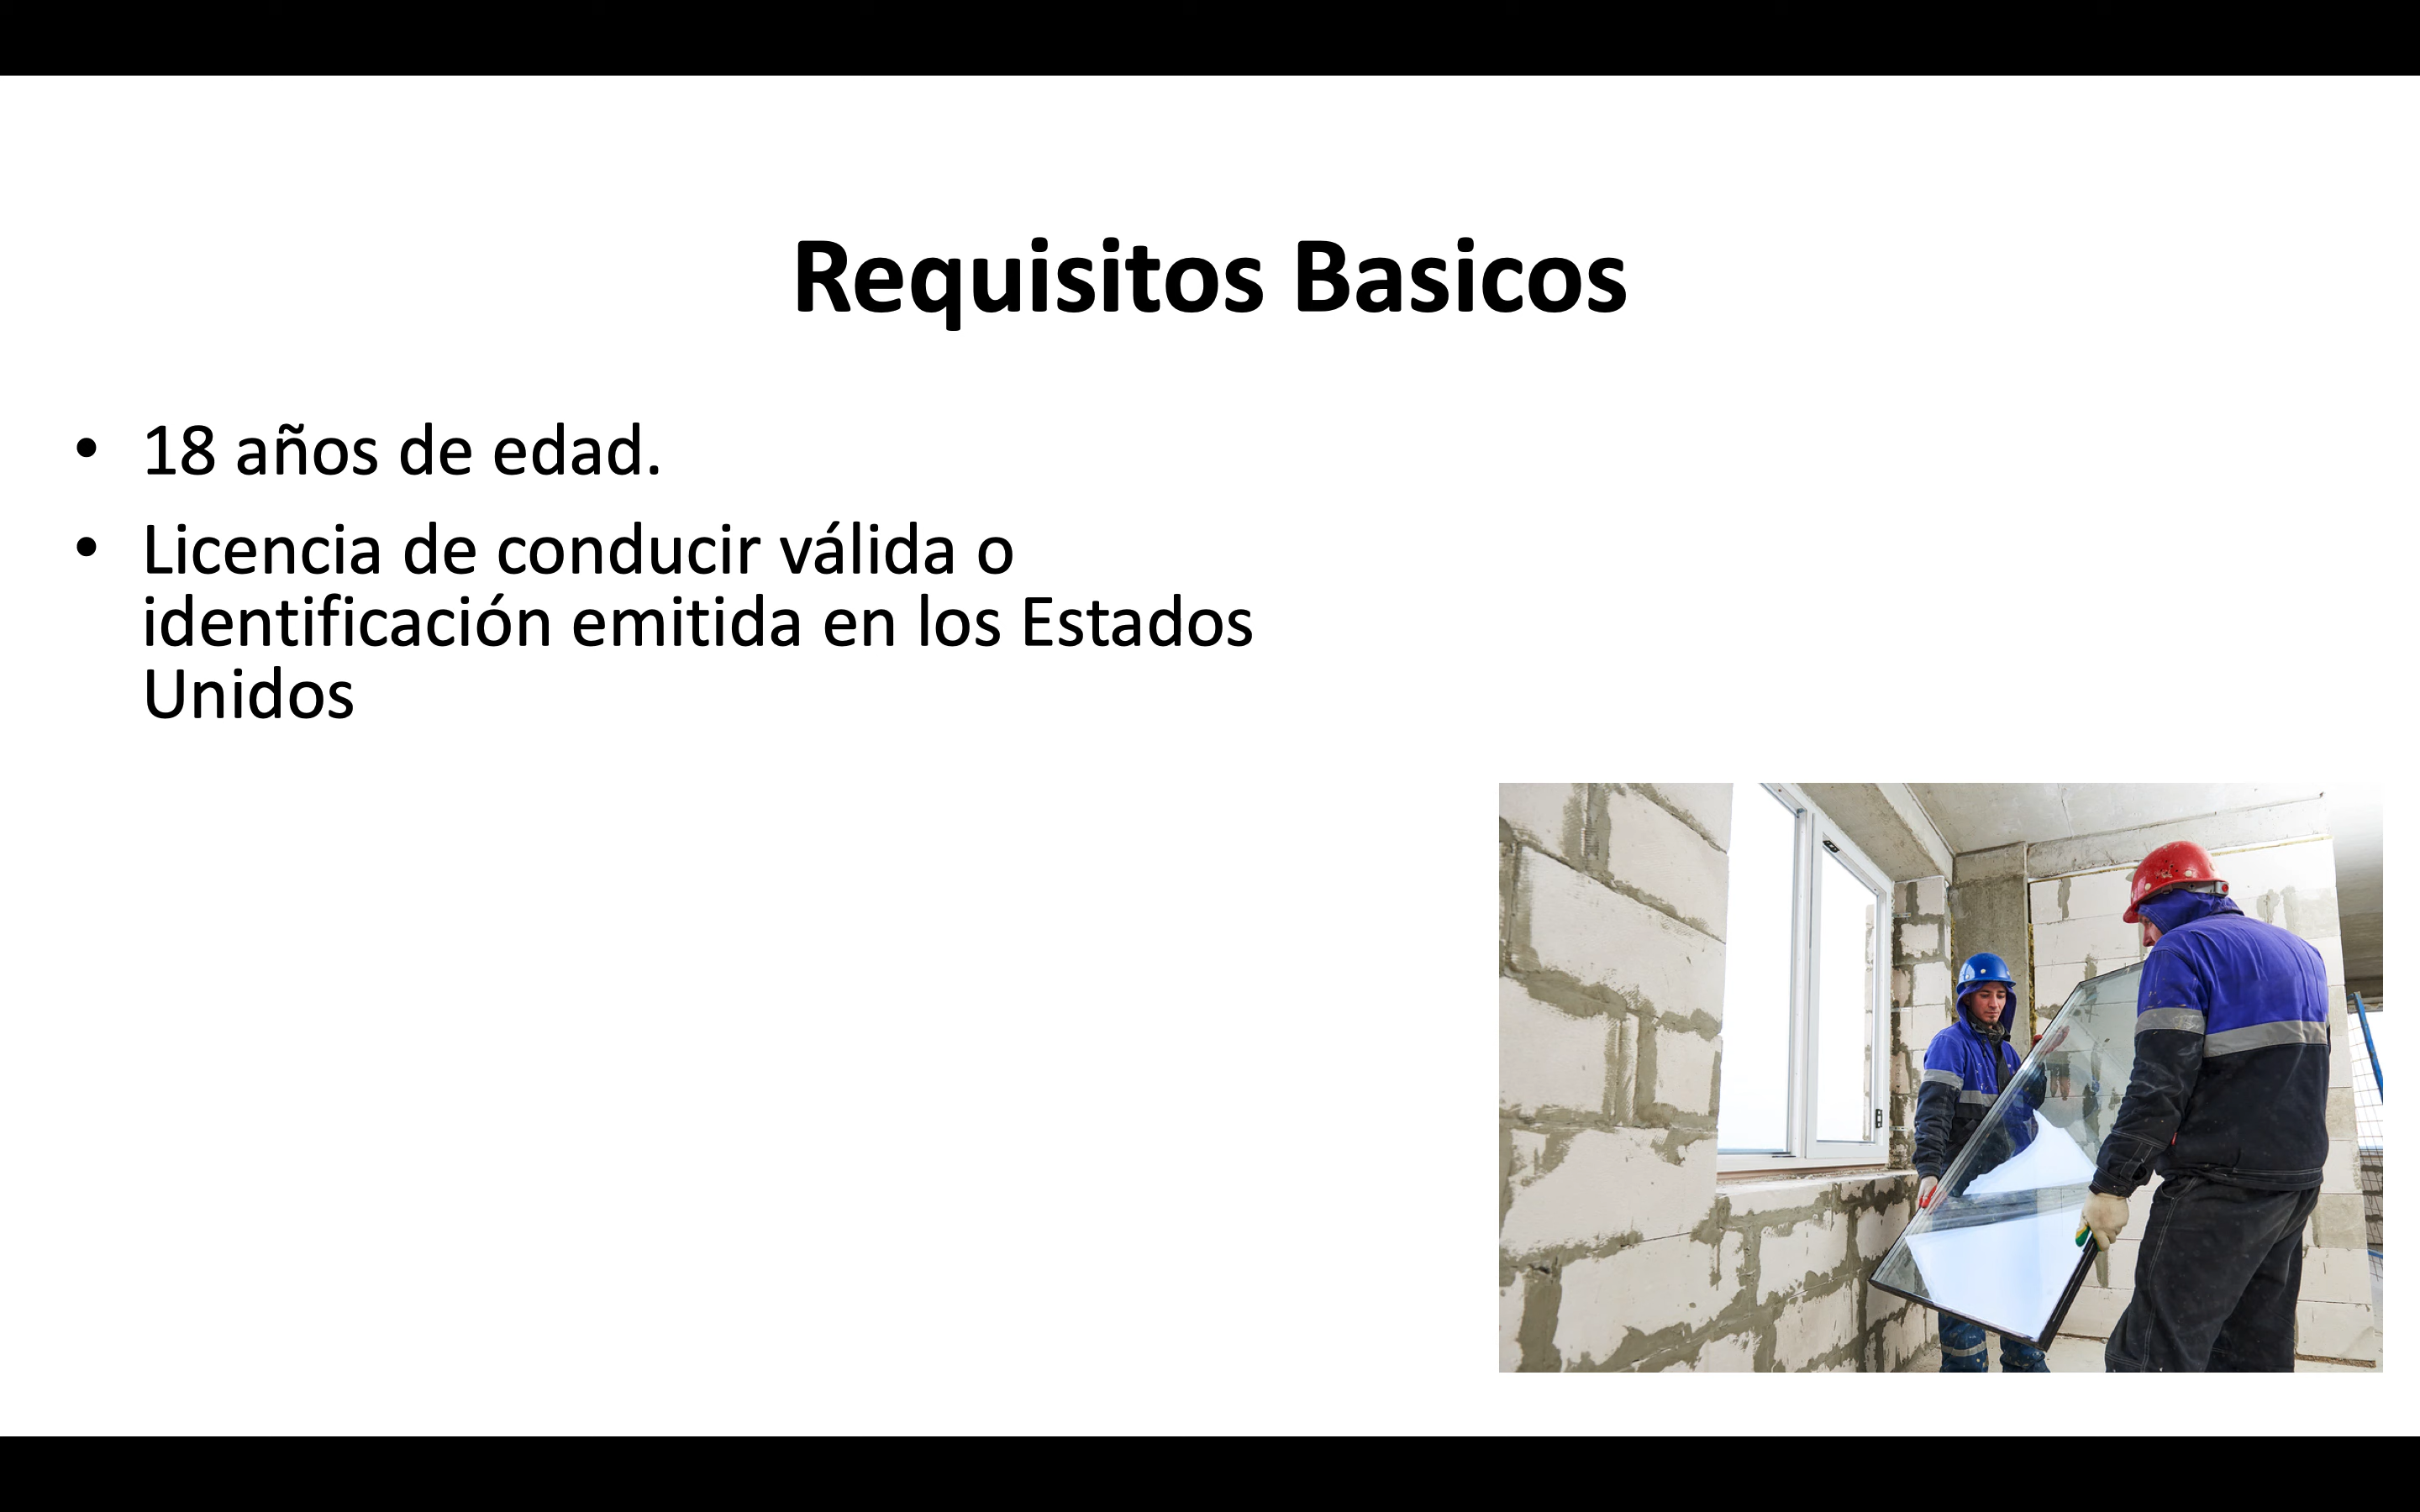 Requisitos Basicos
• 18 años de edad.
• Licencia de conducir válida o
identificación emitida en los Estados
Unidos